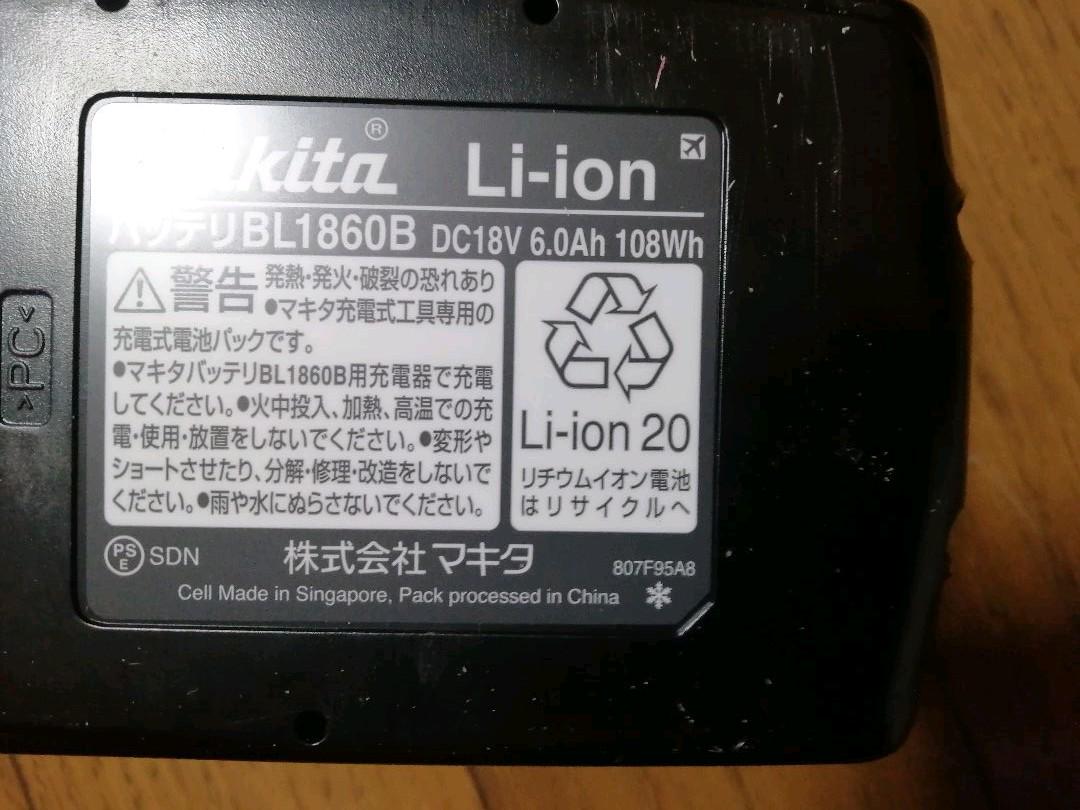 >PC<
makita® Li-ion
バッテリBL1860B DC18V 6.0Ah 108Wh
警告 発熱・発火・破裂の恐れあり
●マキタ充電式工具専用の
充電式電池パックです。
●マキタバッテリBL1860B用充電器で充電
してください。●火中投入、加熱、高温での充
電・使用・放置をしないでください。●変形や
ショートさせたり、分解・修理・改造をしないで
ください。●雨や水にぬらさないでください。
Li-ion 20
リチウムイオン電池
はリサイクルへ
PS
E
SDN 株式会社マキタ 807F95A8
Cell Made in Singapore, Pack processed in China